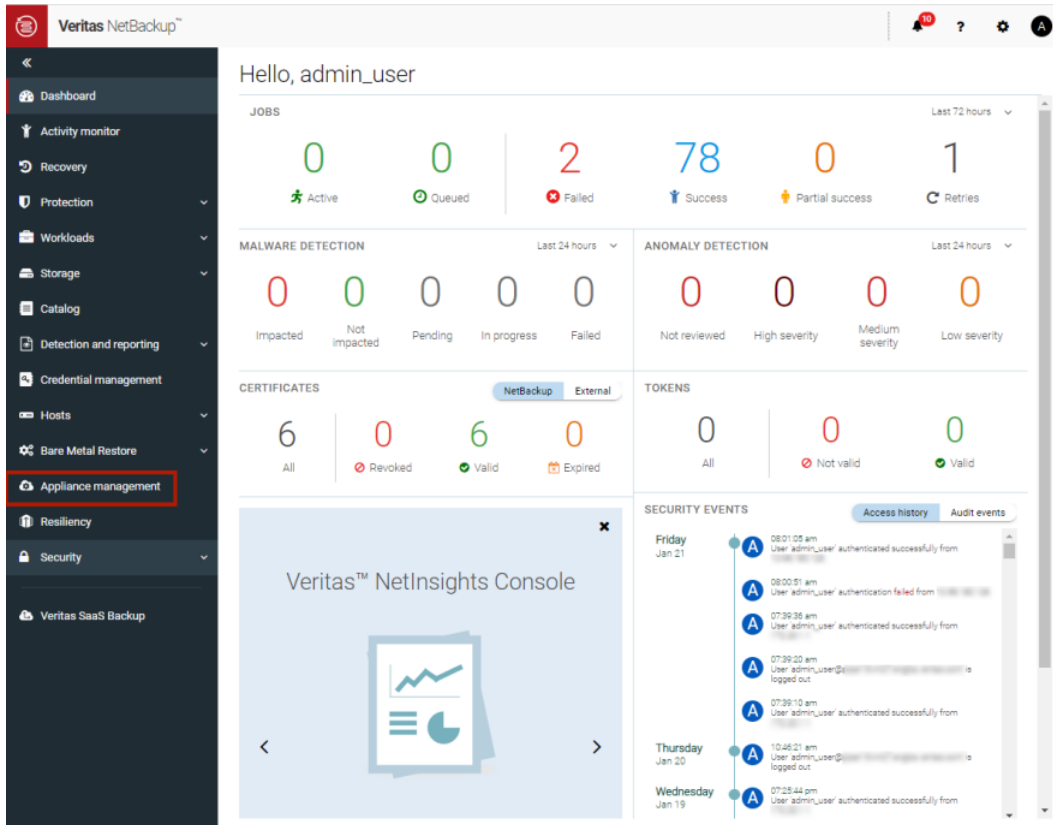 Veritas NetBackup™
10
?
A
«
Dashboard
Activity monitor
Recovery
Protection
Workloads
Storage
Catalog
Detection and reporting
Credential management
Hosts
Bare Metal Restore
Appliance management
Resiliency
Security
Veritas SaaS Backup
Hello, admin_user
JOBS
Last 72 hours
0 0 2 78 0 1
Active Queued Failed Success Partial success Retries
MALWARE DETECTION
Last 24 hours
0 0 0 0 0
Impacted Not impacted Pending In progress Failed
ANOMALY DETECTION
Last 24 hours
0 0 0 0
Not reviewed High severity Medium severity Low severity
CERTIFICATES
NetBackup External
6 0 6 0
All Revoked Valid Expired
TOKENS
0 0 0
All Not valid Valid
Veritas™ NetInsights Console
SECURITY EVENTS
Access history Audit events
Friday
Jan 21
A
08:01:05 am
User 'admin_user' authenticated successfully from
A
08:00:51 am
User 'admin_user' authentication failed from
A
07:39:36 am
User 'admin_user' authenticated successfully from
A
07:39:20 am
User admin_user@ is
logged out
A
07:39:10 am
User 'admin_user' authenticated successfully from
Thursday
Jan 20
A
10:46:21 am
User admin_user@ is
logged out
Wednesday
Jan 19
A
07:25:44 pm
User 'admin_user' authenticated successfully from